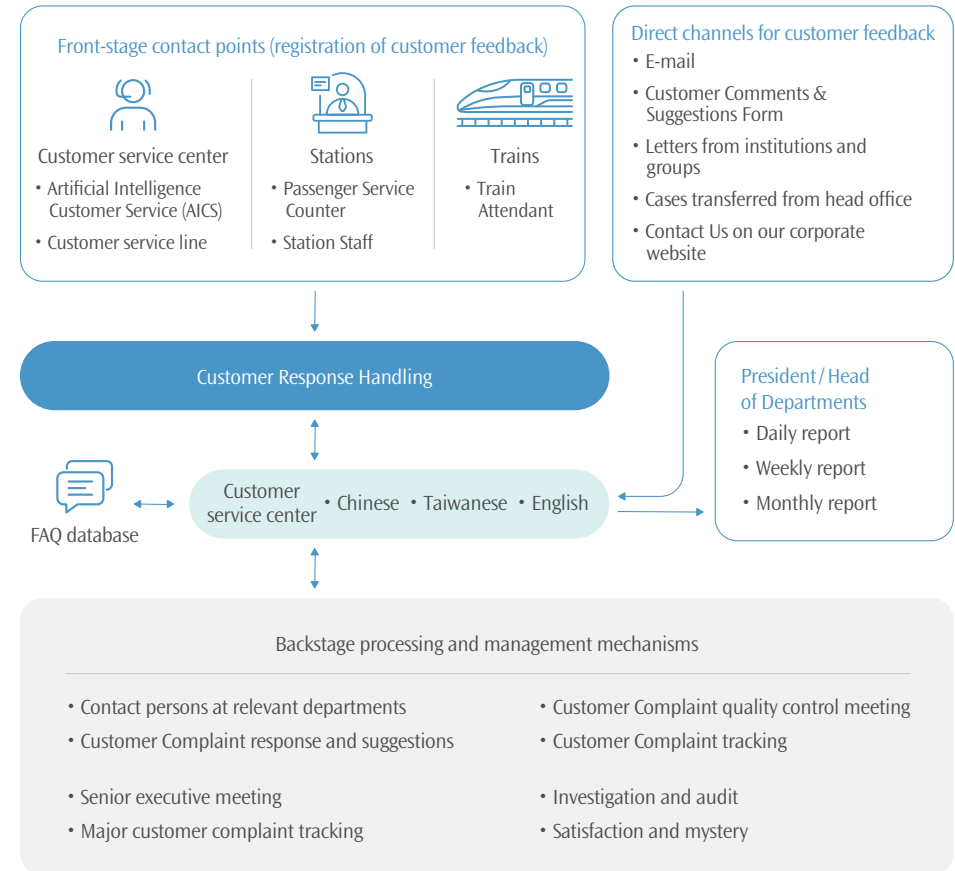 Front-stage contact points (registration of customer feedback)
Customer service center
• Artificial Intelligence
Customer Service (AICS)
• Customer service line
Stations
• Passenger Service
Counter
• Station Staff
Trains
• Train
Attendant
Direct channels for customer feedback
• E-mail
• Customer Comments &
Suggestions Form
• Letters from institutions and
groups
• Cases transferred from head office
• Contact Us on our corporate
website
Customer Response Handling
President / Head
of Departments
• Daily report
• Weekly report
• Monthly report
FAQ database
Customer
service center
• Chinese • Taiwanese • English
Backstage processing and management mechanisms
• Contact persons at relevant departments
• Customer Complaint response and suggestions
• Senior executive meeting
• Major customer complaint tracking
• Customer Complaint quality control meeting
• Customer Complaint tracking
• Investigation and audit
• Satisfaction and mystery